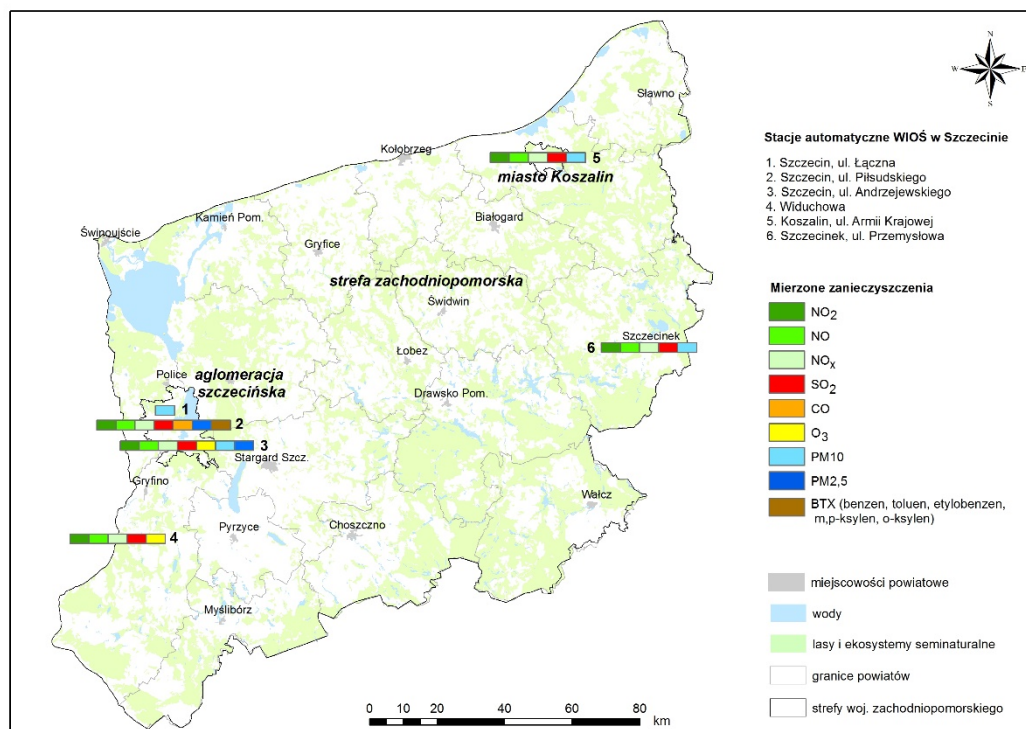 N
W E
S
Sławno
Kołobrzeg
5
miasto Koszalin
Kamień Pom.
Białogard
Świnoujście
Gryfice
strefa zachodniopomorska
Świdwin
Szczecinek
6
Łobez
Police
aglomeracja
szczecińska
Drawsko Pom.
1
2
3
Stargard Szcz.
Gryfino
Wałcz
Pyrzyce
Choszczno
4
Myślibórz
0 10 20 40 60 80
km
Stacje automatyczne WIOŚ w Szczecinie
1. Szczecin, ul. Łączna
2. Szczecin, ul. Piłsudskiego
3. Szczecin, ul. Andrzejewskiego
4. Widuchowa
5. Koszalin, ul. Armii Krajowej
6. Szczecinek, ul. Przemysłowa
Mierzone zanieczyszczenia
NO2
NO
NOx
SO2
CO
O3
PM10
PM2,5
BTX (benzen, toluen, etylobenzen,
m,p-ksylen, o-ksylen)
miejscowości powiatowe
wody
lasy i ekosystemy seminaturalne
granice powiatów
strefy woj. zachodniopomorskiego